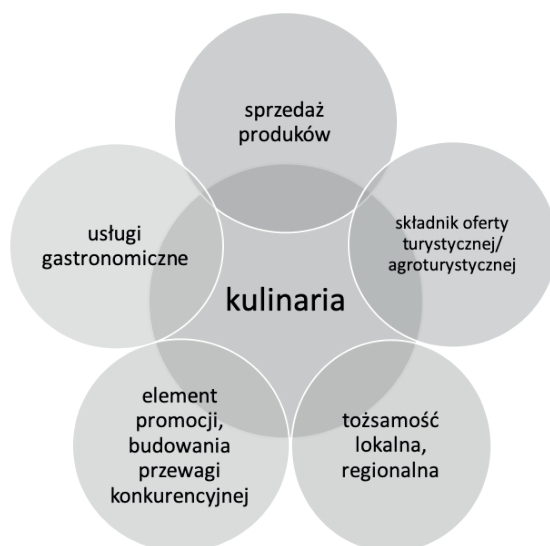 sprzedaż
produków
składnik oferty
turystycznej/
agroturystycznej
usługi
gastronomiczne
kulinaria
element
promocji,
budowania
przewagi
konkurencyjnej
tożsamość
lokalna,
regionalna